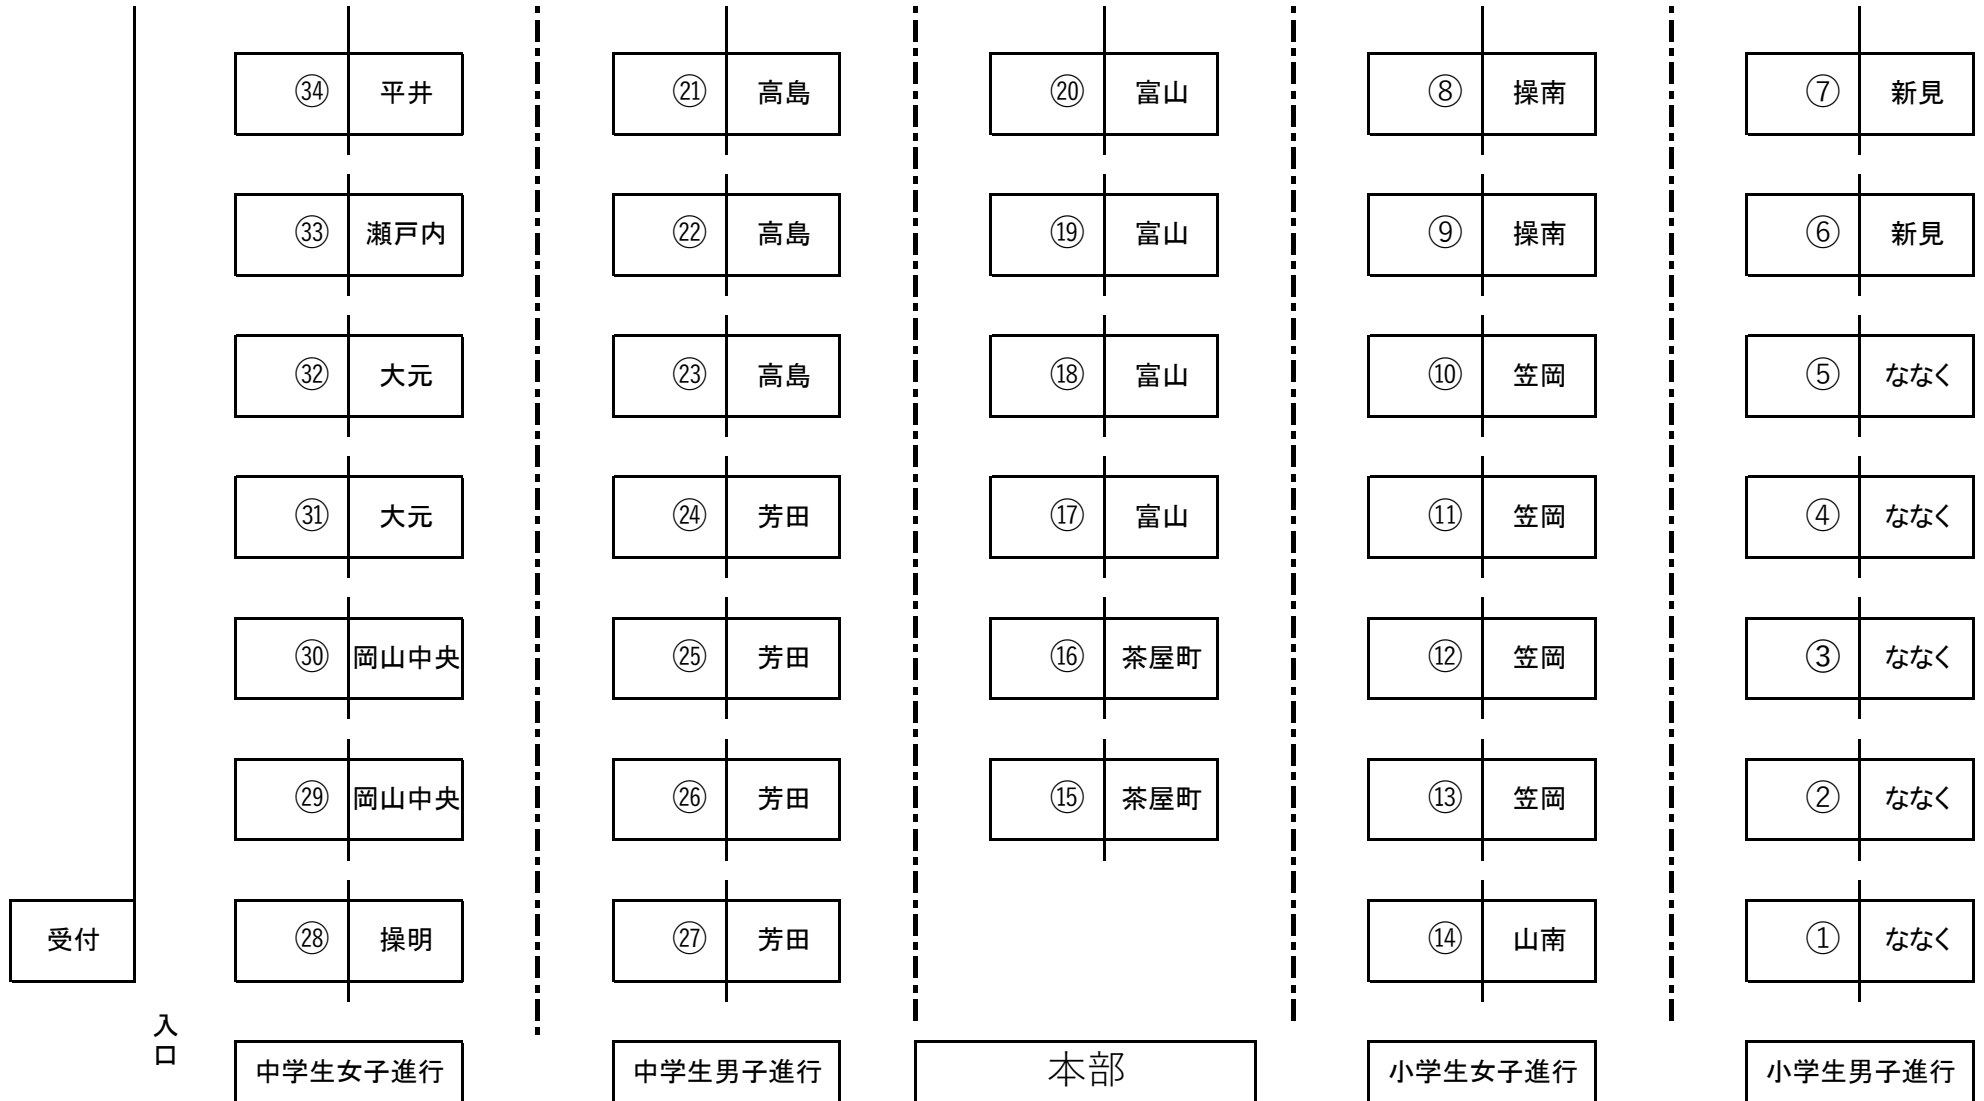 ㉞ 平井 ㉑ 高島 ⑳ 富山 ⑧ 操南 ⑦ 新見
㉝ 瀬戸内 ㉒ 高島 ⑲ 富山 ⑨ 操南 ⑥ 新見
㉜ 大元 ㉓ 高島 ⑱ 富山 ⑩ 笠岡 ⑤ ななく
㉛ 大元 ㉔ 芳田 ⑰ 富山 ⑪ 笠岡 ④ ななく
㉚ 岡山中央 ㉕ 芳田 ⑯ 茶屋町 ⑫ 笠岡 ③ ななく
㉙ 岡山中央 ㉖ 芳田 ⑮ 茶屋町 ⑬ 笠岡 ② ななく
受付 ㉘ 操明 ㉗ 芳田 ⑭ 山南 ① ななく
入口
中学生女子進行 中学生男子進行 本部 小学生女子進行 小学生男子進行